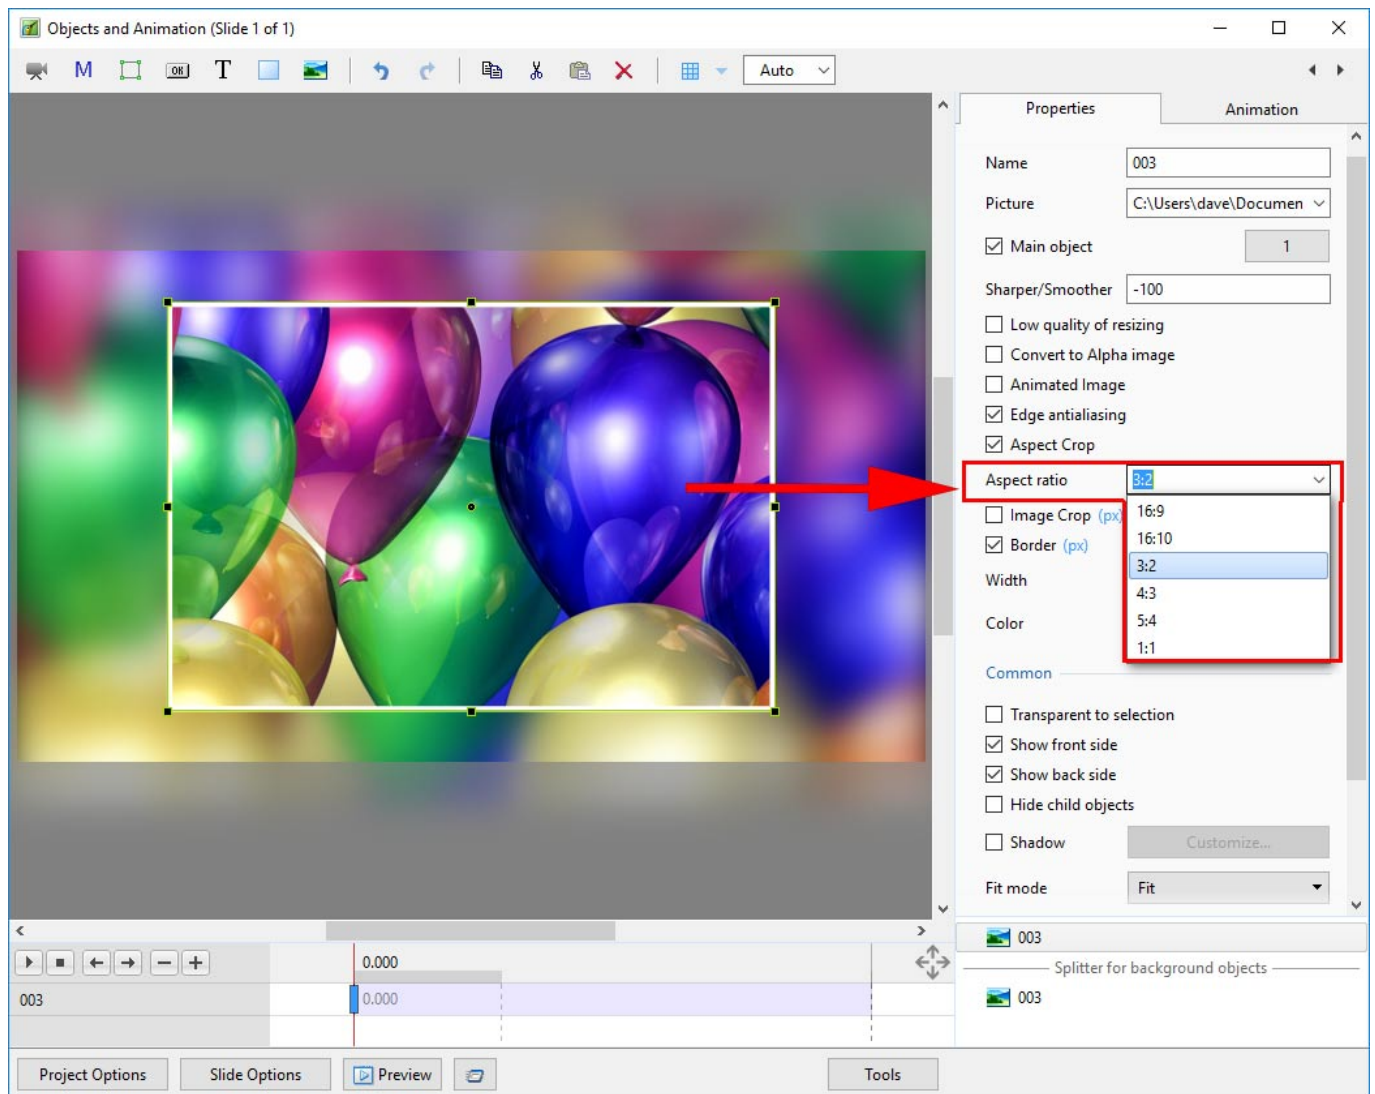 Objects and Animation (Slide 1 of 1)
M OK T Auto
Properties Animation
Name 003
Picture C:\Users\dave\Documen
Main object 1
Sharper/Smoother -100
Low quality of resizing
Convert to Alpha image
Animated Image
Edge antialiasing
Aspect Crop
Aspect ratio 3:2
16:9
Image Crop (px)
16:10
Border (px)
3:2
Width
4:3
Color
5:4
1:1
Common
Transparent to selection
Show front side
Show back side
Hide child objects
Shadow Customize...
Fit mode Fit
003
Splitter for background objects
003
0.000
003 0.000
Project Options Slide Options Preview Tools